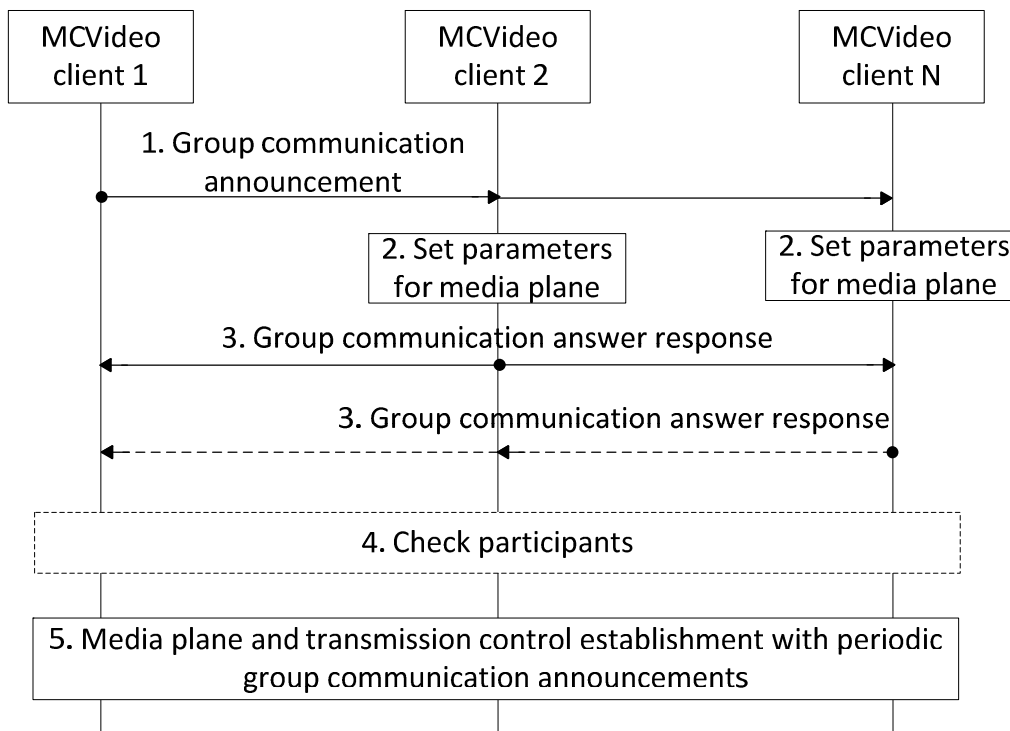 MCVideo
client 1
MCVideo
client 2
MCVideo
client N
1. Group communication
announcement
2. Set parameters
for media plane
2. Set parameters
for media plane
3. Group communication answer response
3. Group communication answer response
4. Check participants
5. Media plane and transmission control establishment with periodic
group communication announcements